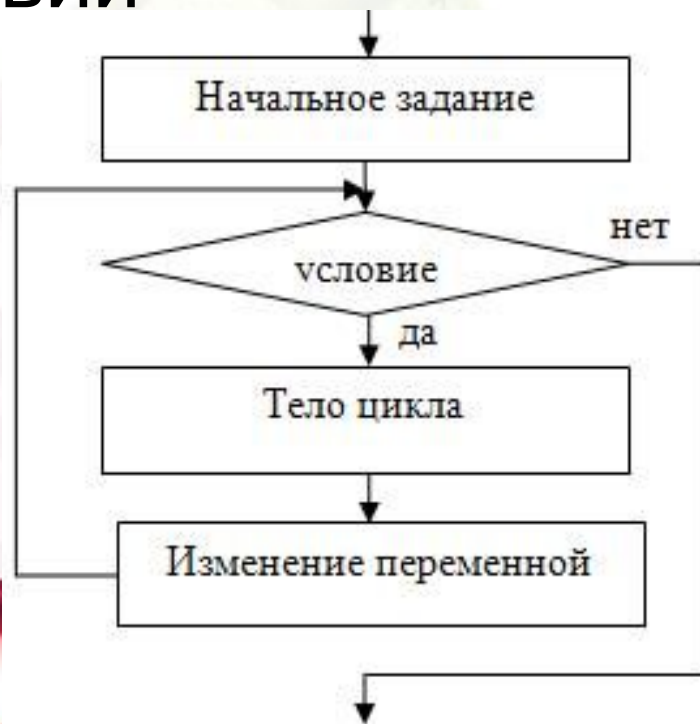 Начальное задание
нет
условие
да
Тело цикла
Изменение переменной